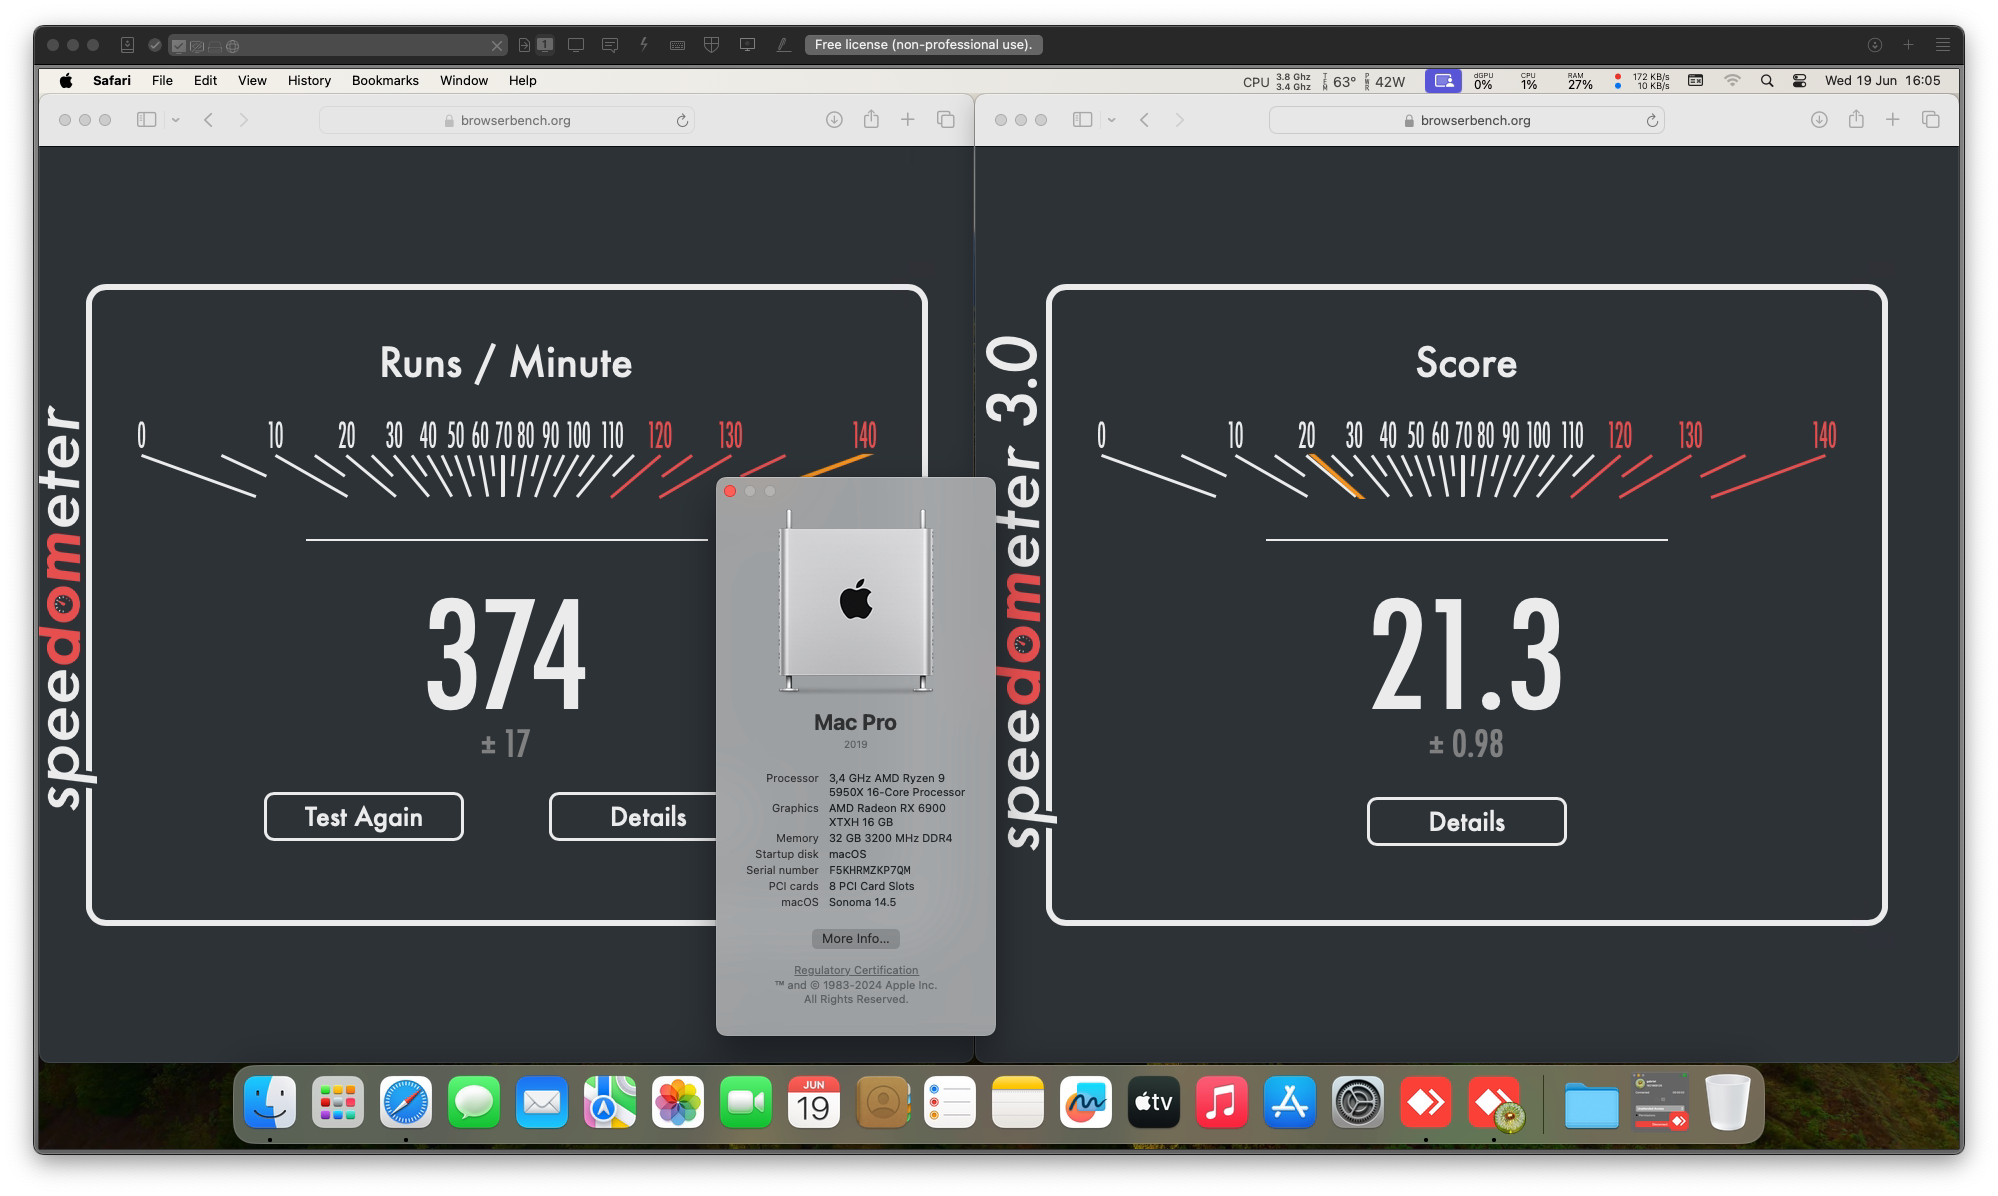 1
Free license (non-professional use).
Safari File Edit View History Bookmarks Window Help
CPU 3.8 Ghz 3.4 Ghz TEM 63° PWR 42W dGPU 0% CPU 1% RAM 27% 172 KB/s 10 KB/s Wed 19 Jun 16:05
browserbench.org
browserbench.org
speedometer
Runs / Minute
0 10 20 30 40 50 60 70 80 90 100 110 120 130 140
374
± 17
Test Again
Details
Mac Pro
2019
Processor 3,4 GHz AMD Ryzen 9
5950X 16-Core Processor
Graphics AMD Radeon RX 6900
XTXH 16 GB
Memory 32 GB 3200 MHz DDR4
Startup disk macOS
Serial number F5KHRMZKP7QM
PCI cards 8 PCI Card Slots
macOS Sonoma 14.5
More Info...
Regulatory Certification
™ and © 1983-2024 Apple Inc.
All Rights Reserved.
speedometer 3.0
Score
0 10 20 30 40 50 60 70 80 90 100 110 120 130 140
21.3
± 0.98
Details
JUN
19
tv